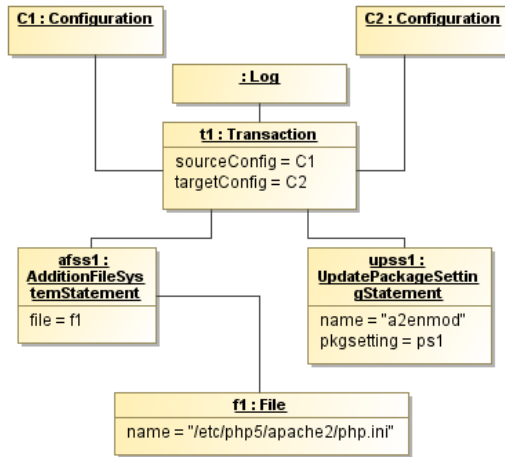 C1 : Configuration
C2 : Configuration
: Log
t1 : Transaction
sourceConfig = C1
targetConfig = C2
afss1 :
AdditionFileSys
temStatement
file = f1
upss1 :
UpdatePackageSettin
gStatement
name = "a2enmod"
pkgsetting = ps1
f1 : File
name = "/etc/php5/apache2/php.ini"